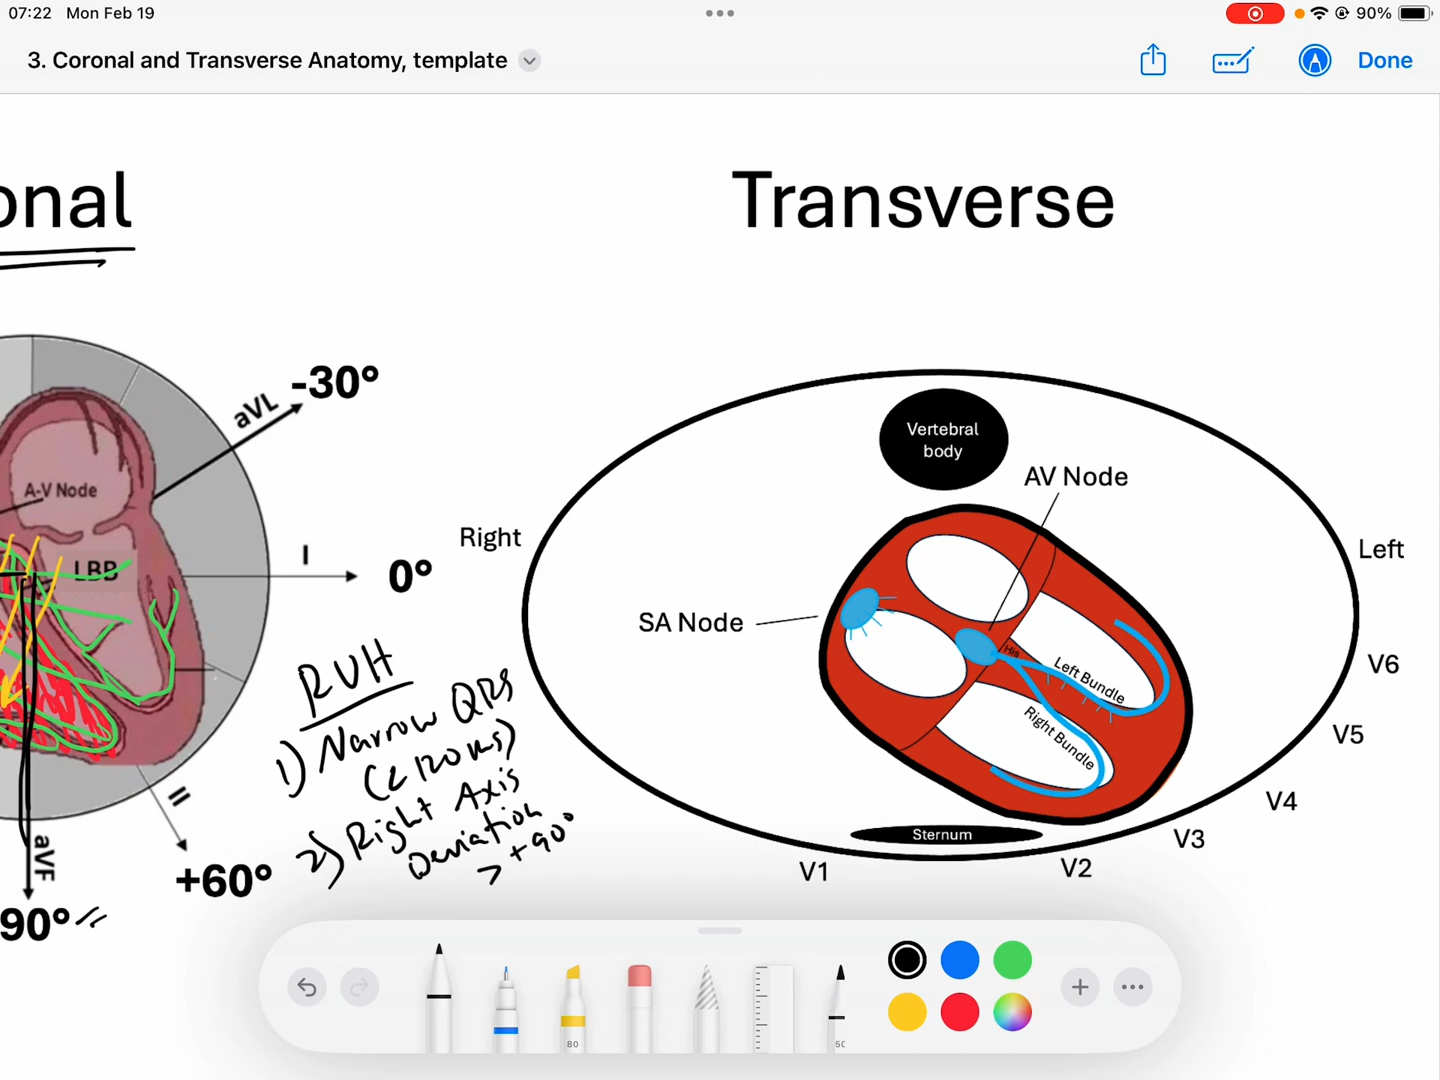 07:22 Mon Feb 19
90%
3. Coronal and Transverse Anatomy, template
Done
onal
Transverse
-30°
aVL
A-V Node
LBB
I
0°
II
+60°
aVF
90°
RVH
1) Narrow QRS
(< 120 ms)
2) Right Axis
Deviation
> +90°
Vertebral
body
AV Node
Right
Left
SA Node
His
Left Bundle
Right Bundle
Sternum
V1
V2
V3
V4
V5
V6
80
50